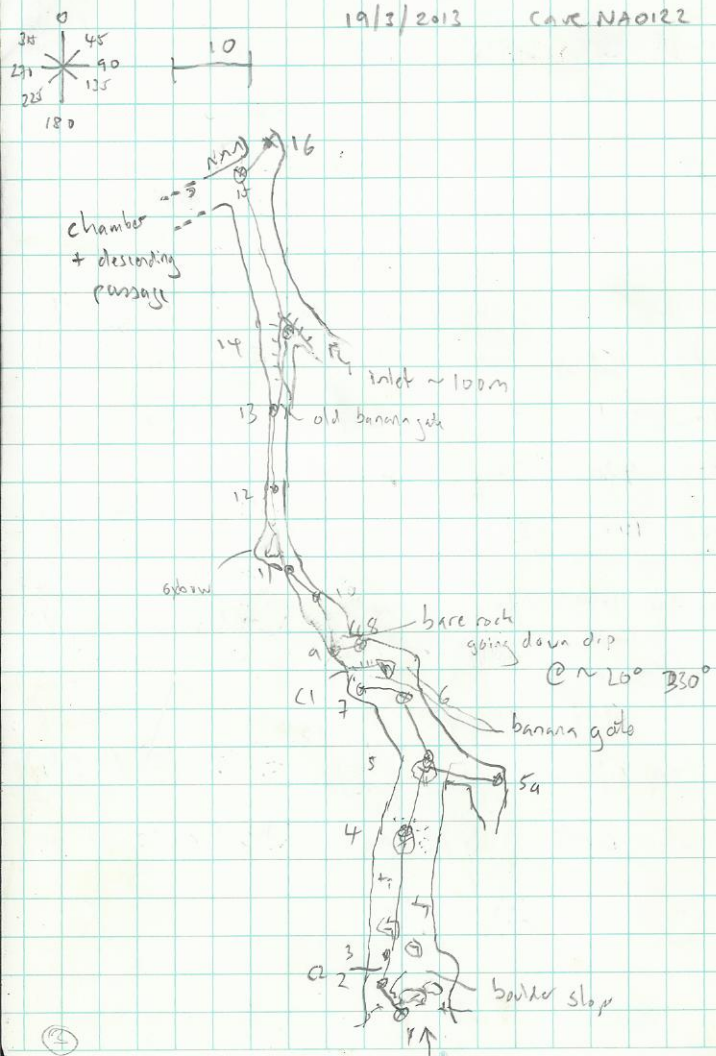 19/3/2013
Cave NA0122
0
315
45
270
90
225
135
180
10
16
15
chamber
+ descending
passage
14
inlet ~ 100m
13
old banana gate
12
11
elbow
10
8
bare rock
going down dip
@ ~ 20° 330°
9
C1
7
6
banana gate
5
5a
4
3
C2
2
boulder slope